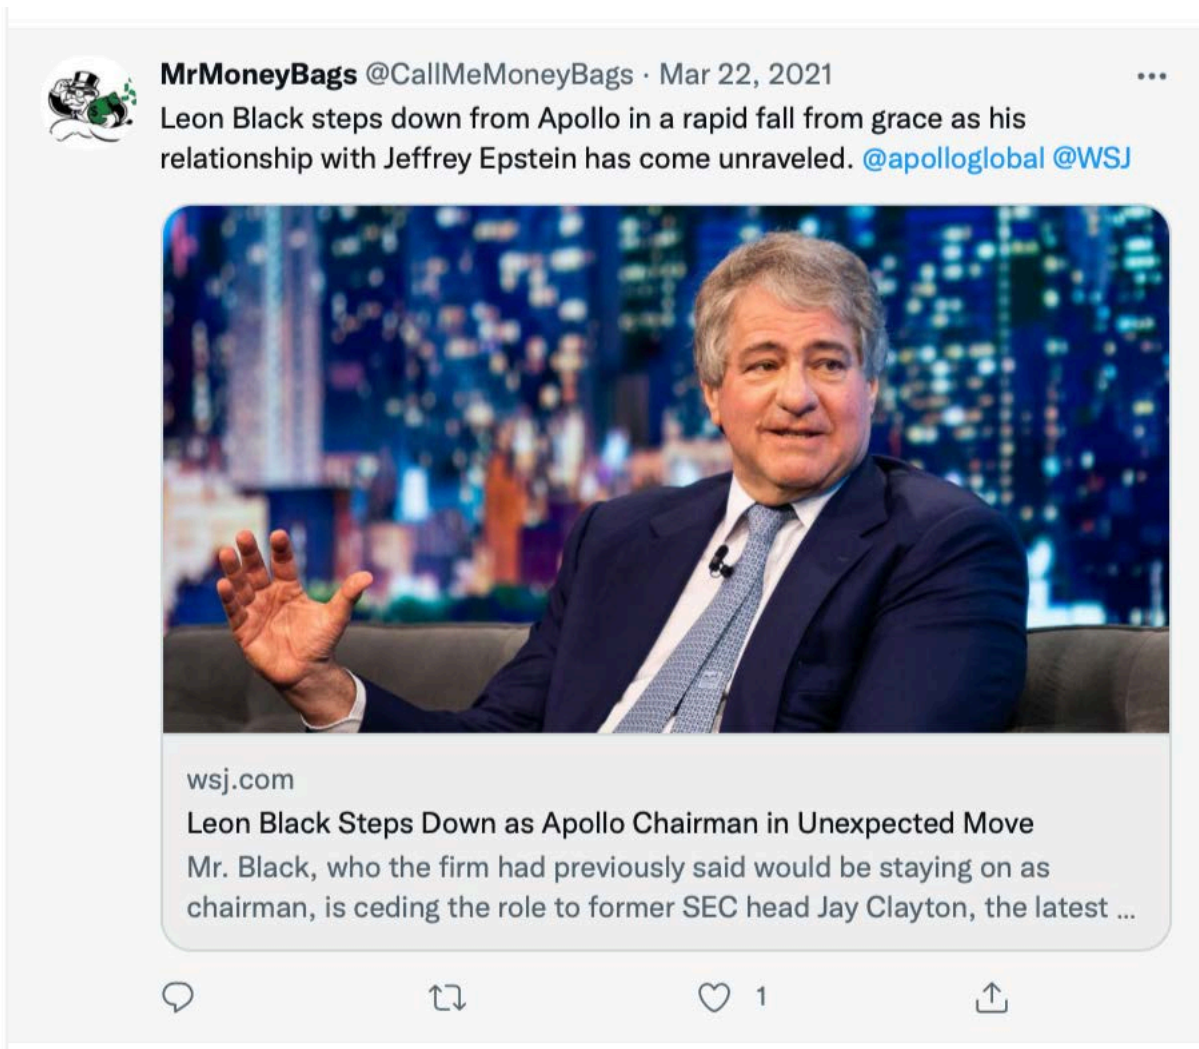 MrMoneyBags @CallMeMoneyBags · Mar 22, 2021
Leon Black steps down from Apollo in a rapid fall from grace as his
relationship with Jeffrey Epstein has come unraveled. @apolloglobal @WSJ
wsj.com
Leon Black Steps Down as Apollo Chairman in Unexpected Move
Mr. Black, who the firm had previously said would be staying on as
chairman, is ceding the role to former SEC head Jay Clayton, the latest ...
1